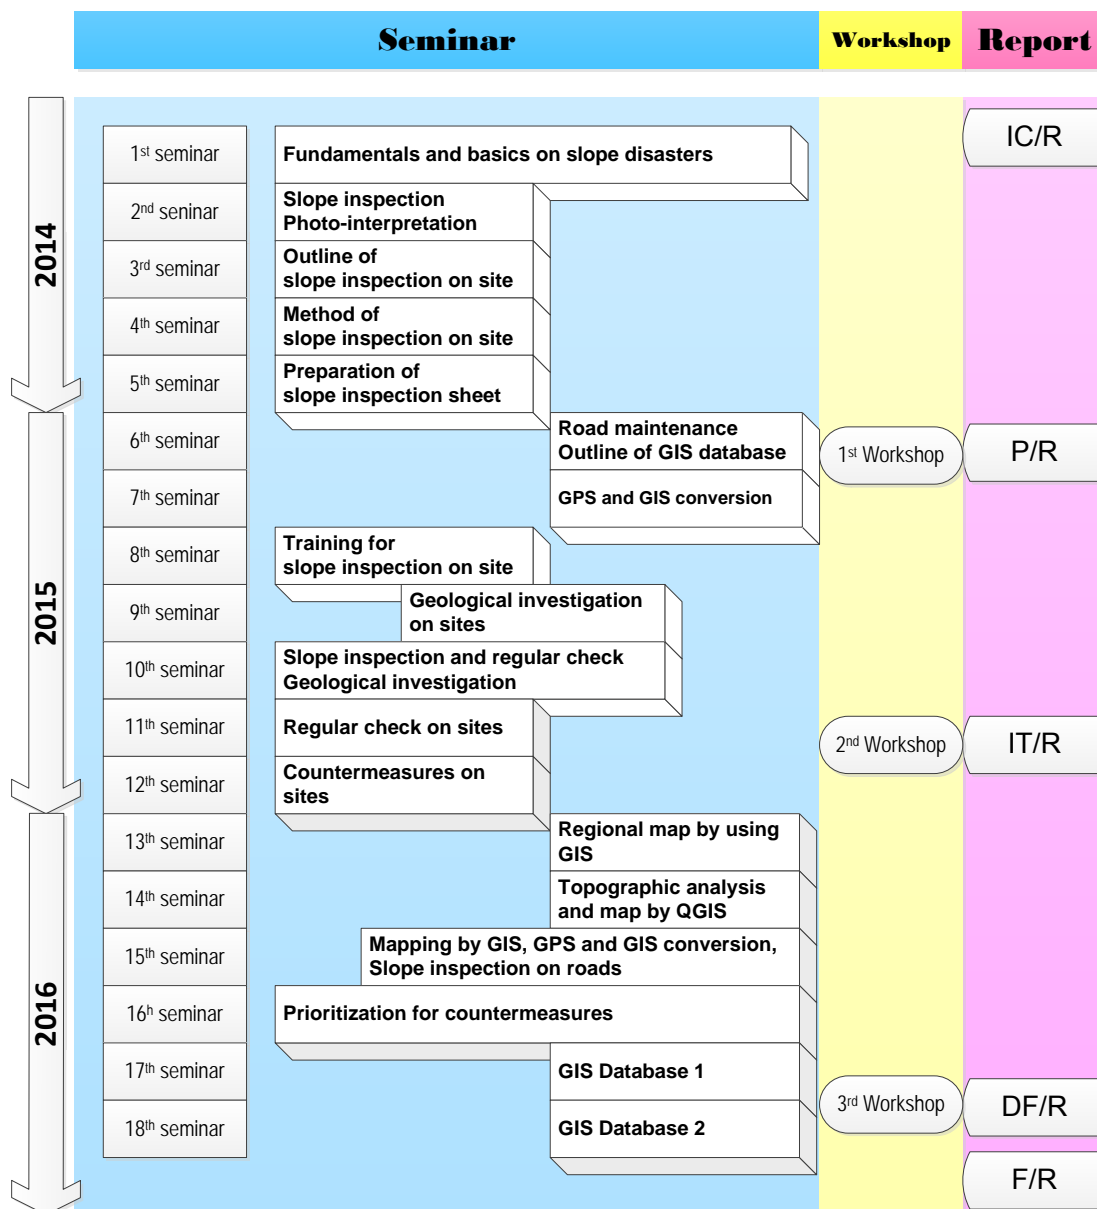 Seminar
Workshop
Report
2014
IC/R
1st seminar
Fundamentals and basics on slope disasters
2nd seninar
Slope inspection
Photo-interpretation
3rd seminar
Outline of
slope inspection on site
4th seminar
Method of
slope inspection on site
5th seminar
Preparation of
slope inspection sheet
2015
6th seminar
Road maintenance
Outline of GIS database
1st Workshop
P/R
7th seminar
GPS and GIS conversion
8th seminar
Training for
slope inspection on site
9th seminar
Geological investigation
on sites
10th seminar
Slope inspection and regular check
Geological investigation
11th seminar
Regular check on sites
2nd Workshop
IT/R
12th seminar
Countermeasures on
sites
2016
13th seminar
Regional map by using
GIS
14th seminar
Topographic analysis
and map by QGIS
15th seminar
Mapping by GIS, GPS and GIS conversion,
Slope inspection on roads
16h seminar
Prioritization for countermeasures
17th seminar
GIS Database 1
3rd Workshop
DF/R
18th seminar
GIS Database 2
F/R